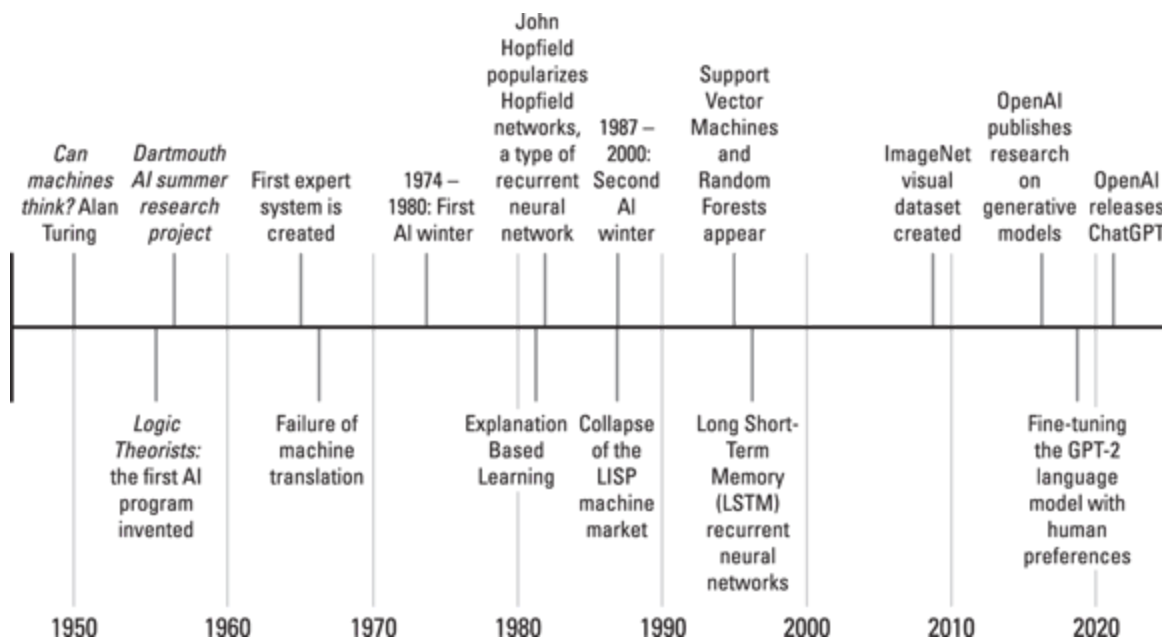 Can
machines
think? Alan
Turing
Dartmouth
AI summer
research
project
First expert
system is
created
1974 –
1980: First
AI winter
John
Hopfield
popularizes
Hopfield
networks,
a type of
recurrent
neural
network
1987 –
2000:
Second
AI
winter
Support
Vector
Machines
and
Random
Forests
appear
ImageNet
visual
dataset
created
OpenAI
publishes
research
on
generative
models
OpenAI
releases
ChatGPT
Logic
Theorists:
the first AI
program
invented
Failure of
machine
translation
Explanation
Based
Learning
Collapse
of the
LISP
machine
market
Long Short-
Term
Memory
(LSTM)
recurrent
neural
networks
Fine-tuning
the GPT-2
language
model with
human
preferences
1950
1960
1970
1980
1990
2000
2010
2020